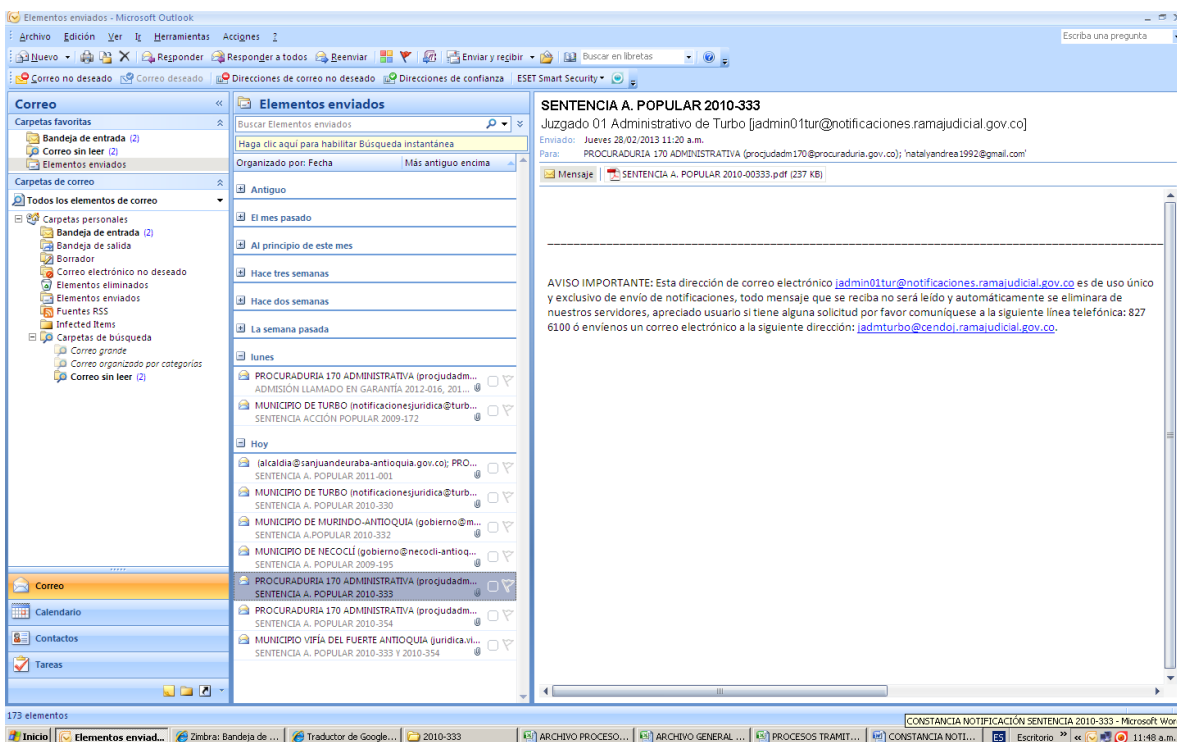 Elementos enviados - Microsoft Outlook
Archivo Edición Ver Ir Herramientas Acciones ?
Escriba una pregunta
Nuevo Responder Responder a todos Reenviar Enviar y recibir Buscar en libretas
Correo no deseado Correo deseado Direcciones de correo no deseado Direcciones de confianza ESET Smart Security
Correo
Carpetas favoritas
Bandeja de entrada (2)
Correo sin leer (2)
Elementos enviados
Carpetas de correo
Todos los elementos de correo
Carpetas personales
Bandeja de entrada (2)
Bandeja de salida
Borrador
Correo electrónico no deseado
Elementos eliminados
Elementos enviados
Fuentes RSS
Infected Items
Carpetas de búsqueda
Correo grande
Correo organizado por categorías
Correo sin leer (2)
Correo
Calendario
Contactos
Tareas
Elementos enviados
Buscar Elementos enviados
Haga clic aquí para habilitar Búsqueda instantánea
Organizado por: Fecha Más antiguo encima
Antiguo
El mes pasado
Al principio de este mes
Hace tres semanas
Hace dos semanas
La semana pasada
lunes
PROCURADURIA 170 ADMINISTRATIVA (procjudadm...
ADMISIÓN LLAMADO EN GARANTÍA 2012-016, 201...
MUNICIPIO DE TURBO (notificacionesjuridica@turb...
SENTENCIA ACCIÓN POPULAR 2009-172
Hoy
(alcaldia@sanjuandeuraba-antioquia.gov.co); PRO...
SENTENCIA A. POPULAR 2011-001
MUNICIPIO DE TURBO (notificacionesjuridica@turb...
SENTENCIA A. POPULAR 2010-330
MUNICIPIO DE MURINDO-ANTIOQUIA (gobierno@m...
SENTENCIA A.POPULAR 2010-332
MUNICIPIO DE NECOCLÍ (gobierno@necocli-antioq...
SENTENCIA A. POPULAR 2009-195
PROCURADURIA 170 ADMINISTRATIVA (procjudadm...
SENTENCIA A. POPULAR 2010-333
PROCURADURIA 170 ADMINISTRATIVA (procjudadm...
SENTENCIA A. POPULAR 2010-354
MUNICIPIO VIFÍA DEL FUERTE ANTIOQUIA (juridica.vi...
SENTENCIA A. POPULAR 2010-333 Y 2010-354
SENTENCIA A. POPULAR 2010-333
Juzgado 01 Administrativo de Turbo [jadmin01tur@notificaciones.ramajudicial.gov.co]
Enviado: Jueves 28/02/2013 11:20 a.m.
Para: PROCURADURIA 170 ADMINISTRATIVA (procjudadm170@procuraduria.gov.co); 'natalyandrea1992@gmail.com'
Mensaje SENTENCIA A. POPULAR 2010-00333.pdf (237 KB)
AVISO IMPORTANTE: Esta dirección de correo electrónico jadmin01tur@notificaciones.ramajudicial.gov.co es de uso único
y exclusivo de envío de notificaciones, todo mensaje que se reciba no será leído y automáticamente se eliminara de
nuestros servidores, apreciado usuario si tiene alguna solicitud por favor comuníquese a la siguiente línea telefónica: 827
6100 ó envíenos un correo electrónico a la siguiente dirección: jadmturbo@cendoj.ramajudicial.gov.co.
173 elementos
CONSTANCIA NOTIFICACIÓN SENTENCIA 2010-333 - Microsoft Wor
Inicio Elementos enviad... Zimbra: Bandeja de ... Traductor de Google... 2010-333 ARCHIVO PROCESO... ARCHIVO GENERAL ... PROCESOS TRAMIT... CONSTANCIA NOTI... ES Escritorio 11:48 a.m.